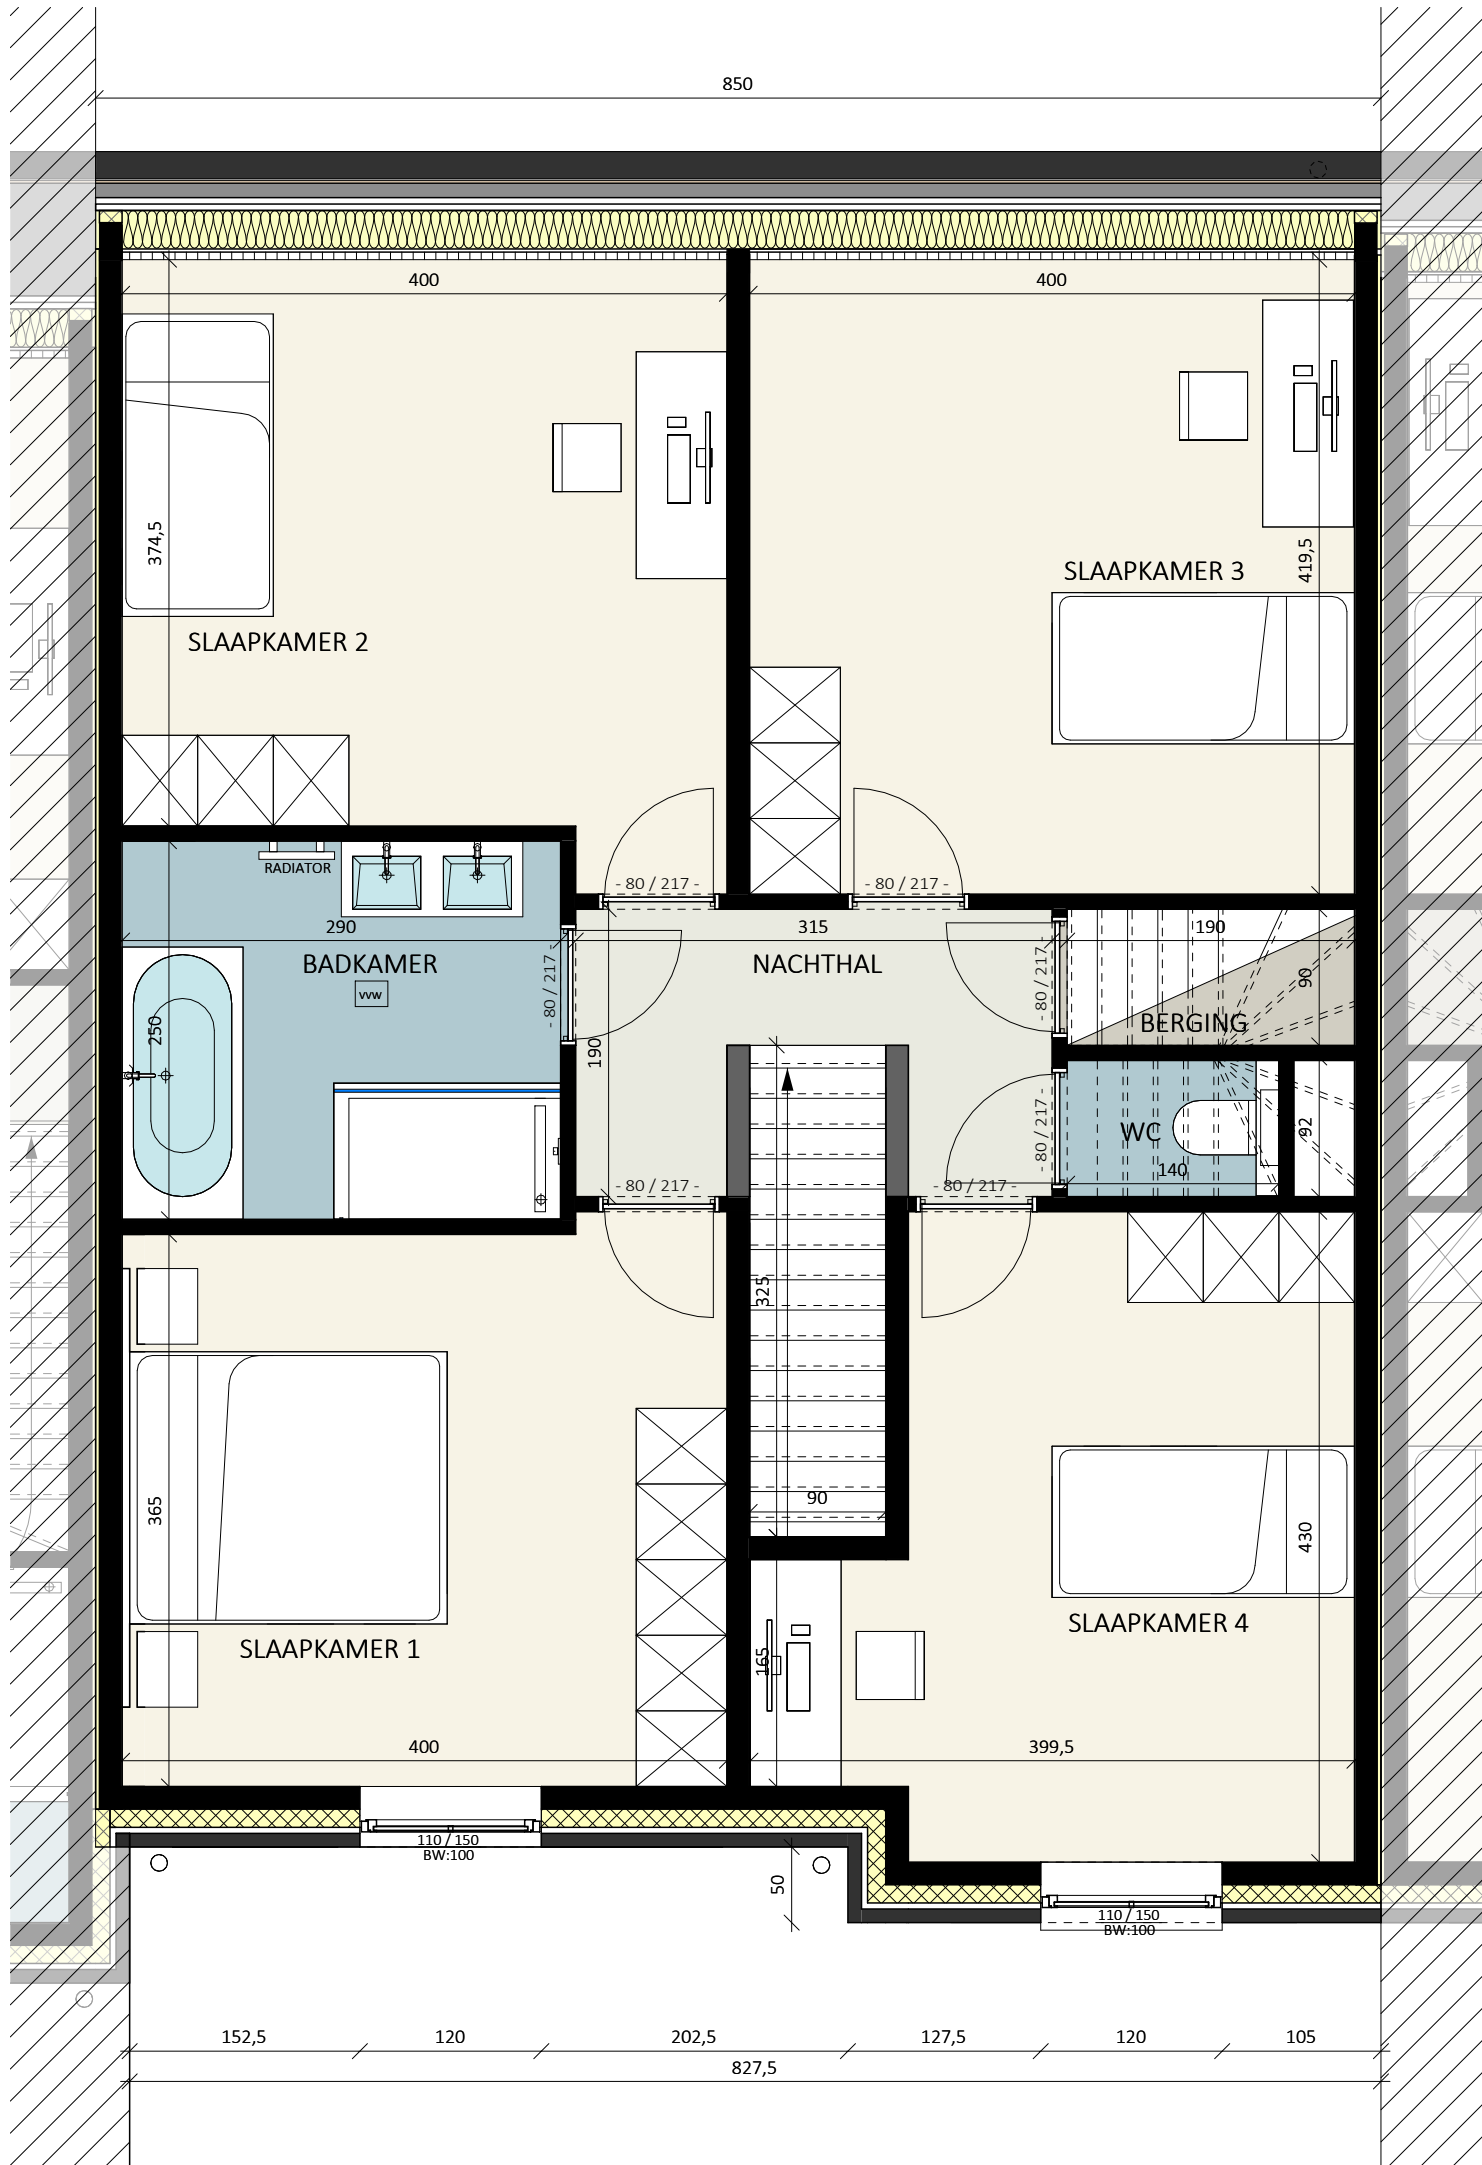 850
400
400
374,5
419,5
SLAAPKAMER 3
SLAAPKAMER 2
RADIATOR
- 80 / 217 -
- 80 / 217 -
290
315
190
BADKAMER
NACHTHAL
vvw
- 80 / 217 -
- 80 / 217 -
90
BERGING
250
190
WC
92
- 80 / 217 -
140
- 80 / 217 -
- 80 / 217 -
325
90
365
430
SLAAPKAMER 1
SLAAPKAMER 4
165
400
399,5
110 / 150
BW:100
50
110 / 150
BW:100
152,5
120
202,5
127,5
120
105
827,5